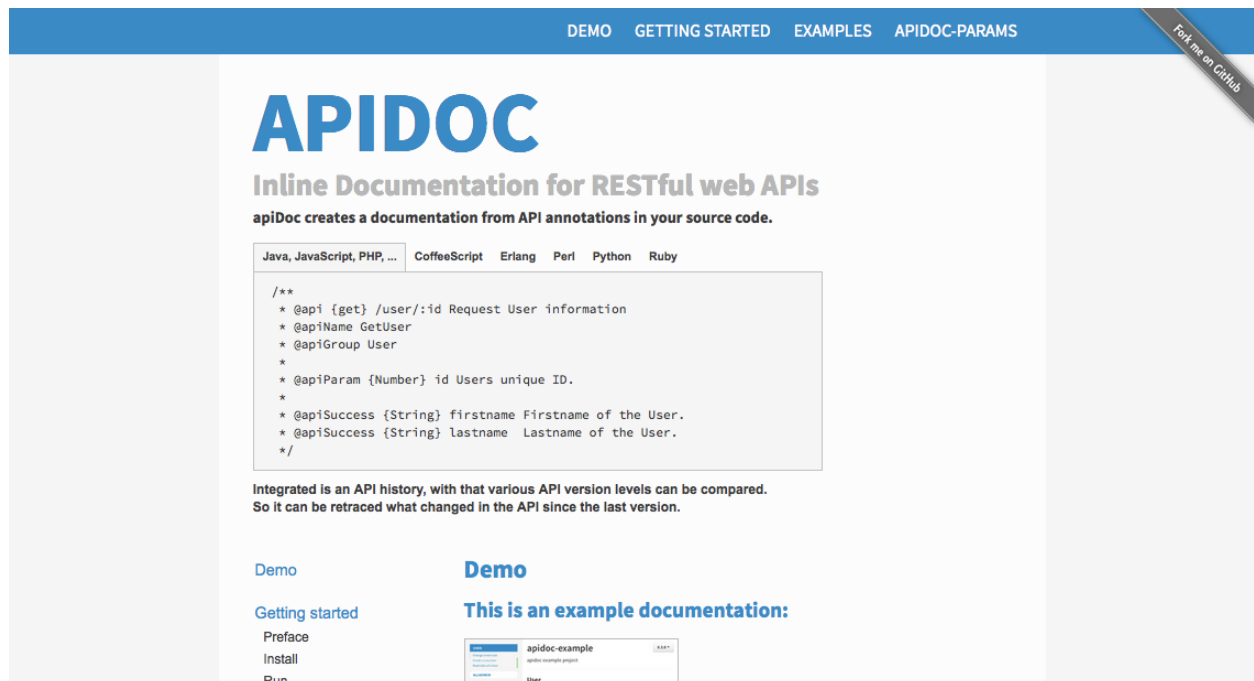 DEMO GETTING STARTED EXAMPLES APIDOC-PARAMS
Fork me on GitHub
APIDOC
Inline Documentation for RESTful web APIs
apiDoc creates a documentation from API annotations in your source code.
Java, JavaScript, PHP, ... CoffeeScript Erlang Perl Python Ruby
/**
 * @api {get} /user/:id Request User information
 * @apiName GetUser
 * @apiGroup User
 *
 * @apiParam {Number} id Users unique ID.
 *
 * @apiSuccess {String} firstname Firstname of the User.
 * @apiSuccess {String} lastname  Lastname of the User.
 */
Integrated is an API history, with that various API version levels can be compared.
So it can be retraced what changed in the API since the last version.
Demo
Getting started
Preface
Install
Run
Demo
This is an example documentation:
apidoc-example
apidoc example project
User